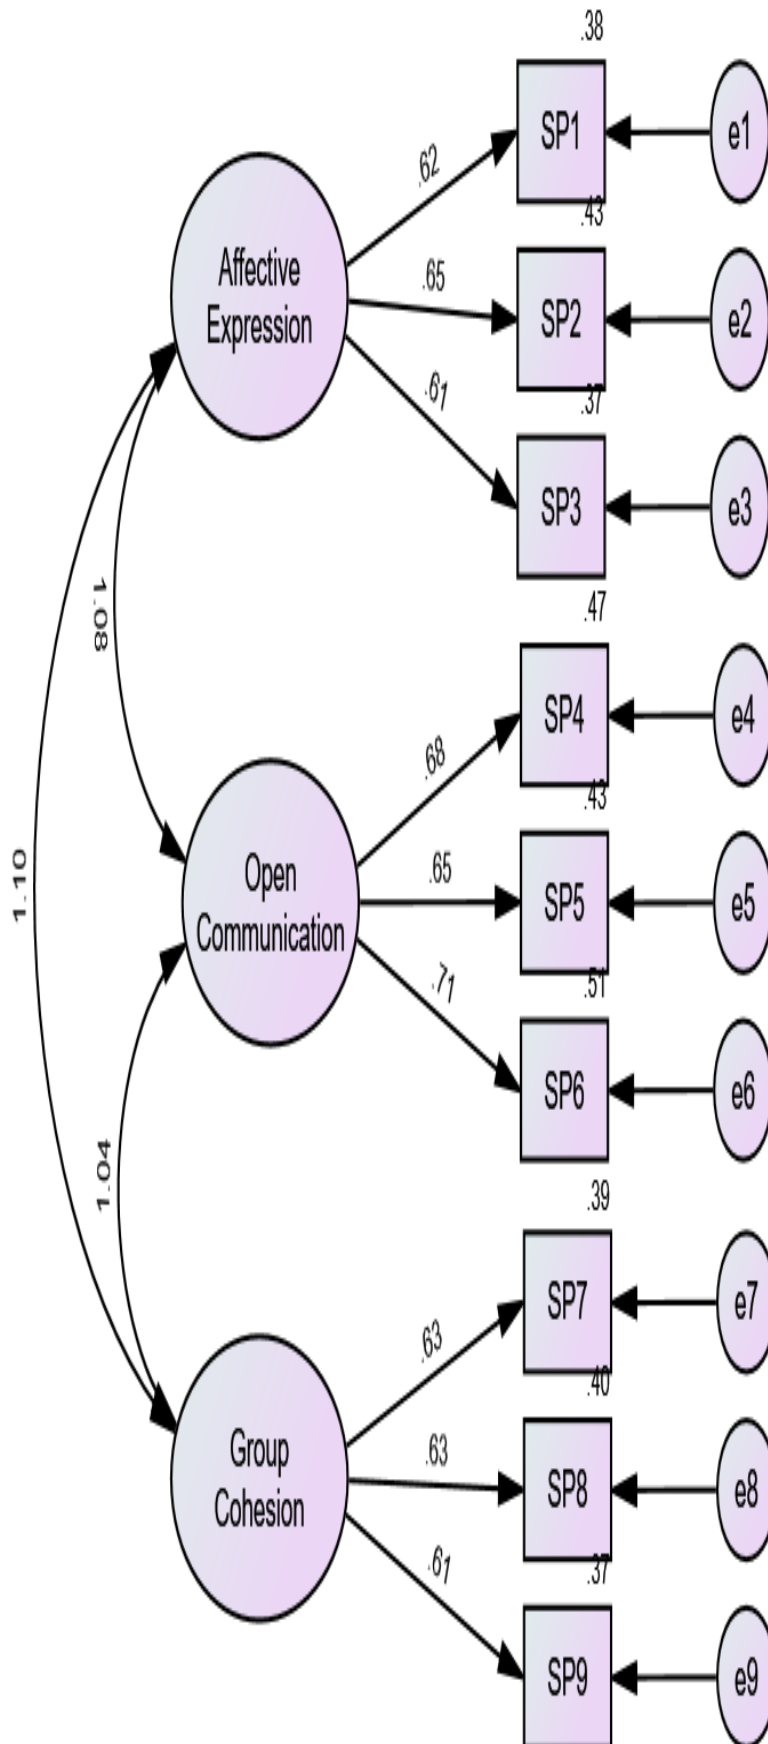 .38
SP1
e1
.62
.43
Affective
Expression
.65
SP2
e2
.61
.37
SP3
e3
1.08
.47
SP4
e4
.68
.43
1.10
Open
Communication
.65
SP5
e5
.71
.51
SP6
e6
1.04
.39
SP7
e7
.63
.40
Group
Cohesion
.63
SP8
e8
.61
.37
SP9
e9